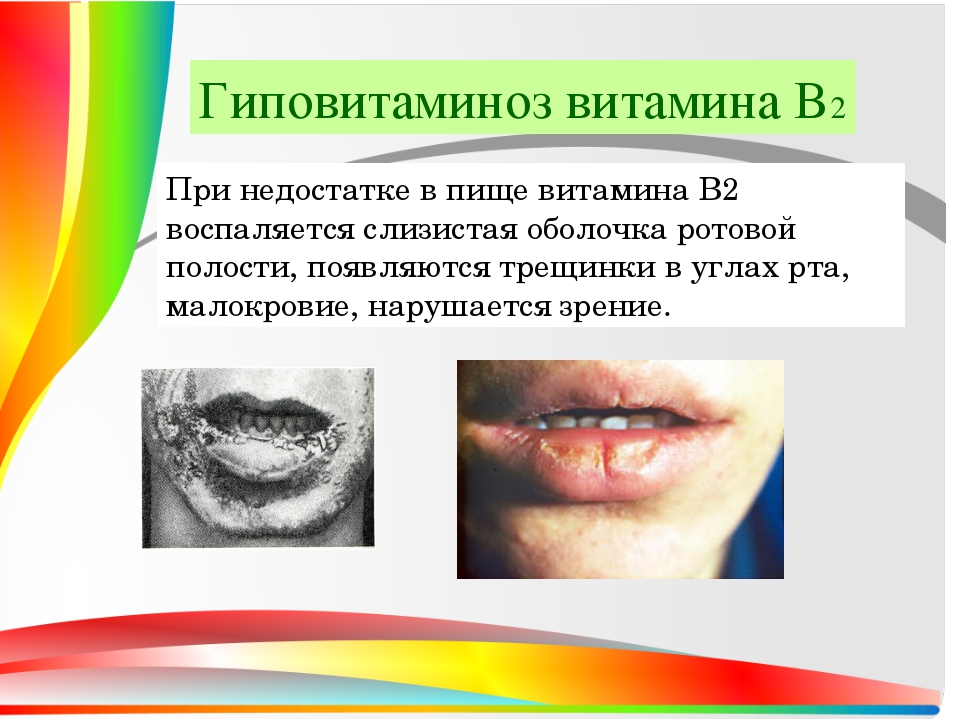 Гиповитаминоз витамина В2
При недостатке в пище витамина В2
воспаляется слизистая оболочка ротовой
полости, появляются трещинки в углах рта,
малокровие, нарушается зрение.